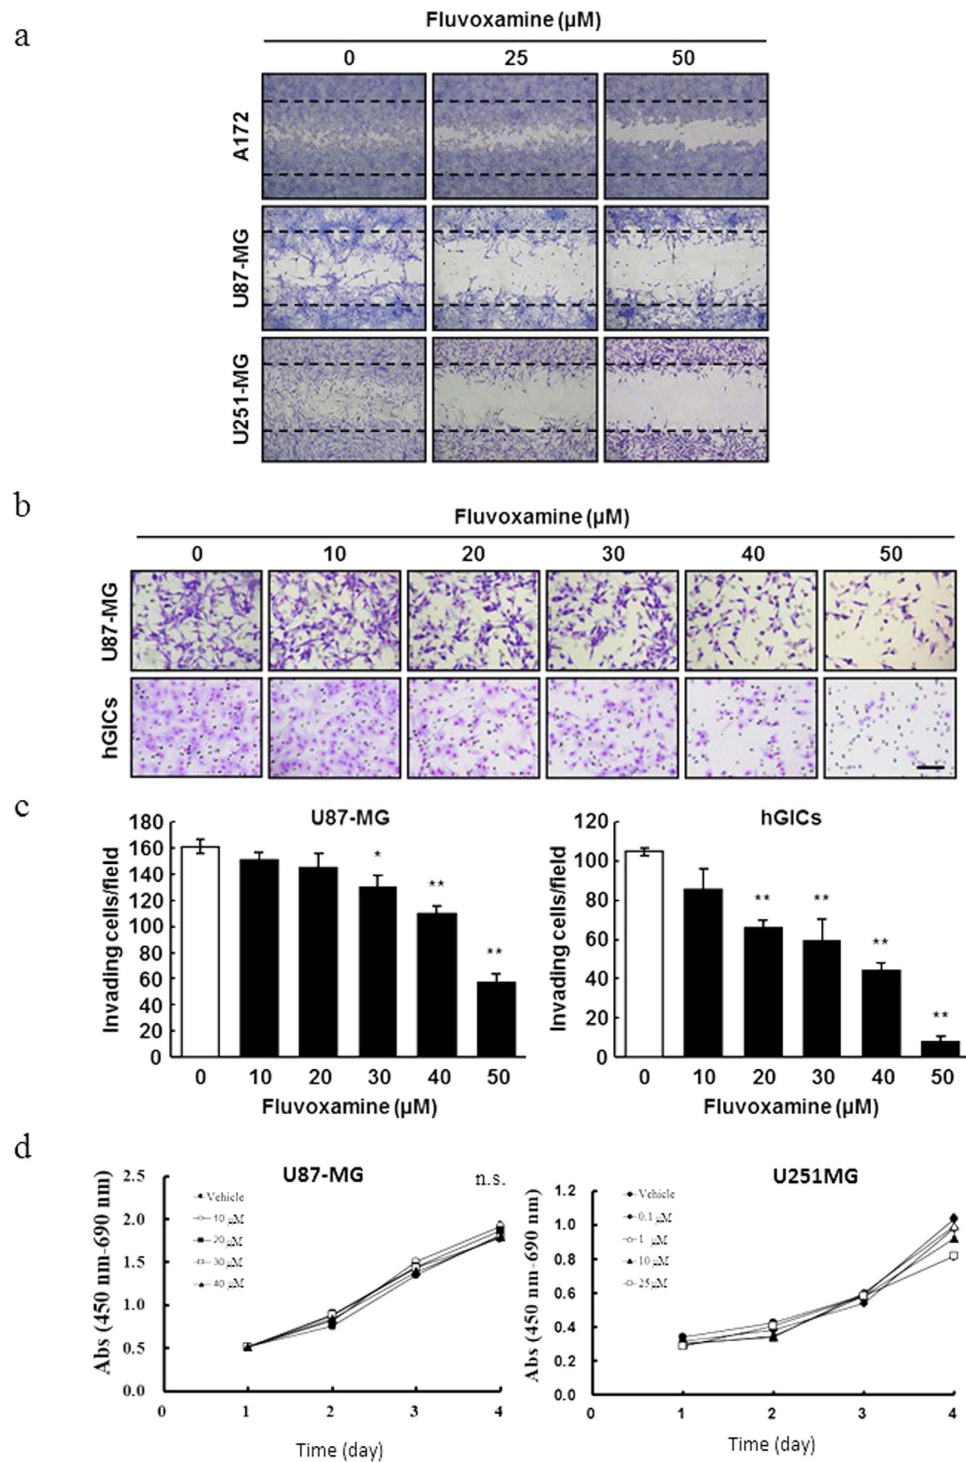 a
Fluvoxamine (µM)
0 25 50
A172
U87-MG
U251-MG
b
Fluvoxamine (µM)
0 10 20 30 40 50
U87-MG
hGICs
c
U87-MG
Invading cells/field
180
160
140
120
100
80
60
40
20
0
*
**
**
0 10 20 30 40 50
Fluvoxamine (µM)
hGICs
Invading cells/field
120
100
80
60
40
20
0
**
**
**
**
0 10 20 30 40 50
Fluvoxamine (µM)
d
U87-MG
n.s.
Abs (450 nm-690 nm)
2.5
2.0
1.5
1.0
0.5
0.0
Vehicle
10 µM
20 µM
30 µM
40 µM
0 1 2 3 4
Time (day)
U251MG
Abs (450 nm-690 nm)
1.2
1.0
0.8
0.6
0.4
0.2
0.0
Vehicle
0.1 µM
1 µM
10 µM
25 µM
0 1 2 3 4
Time (day)